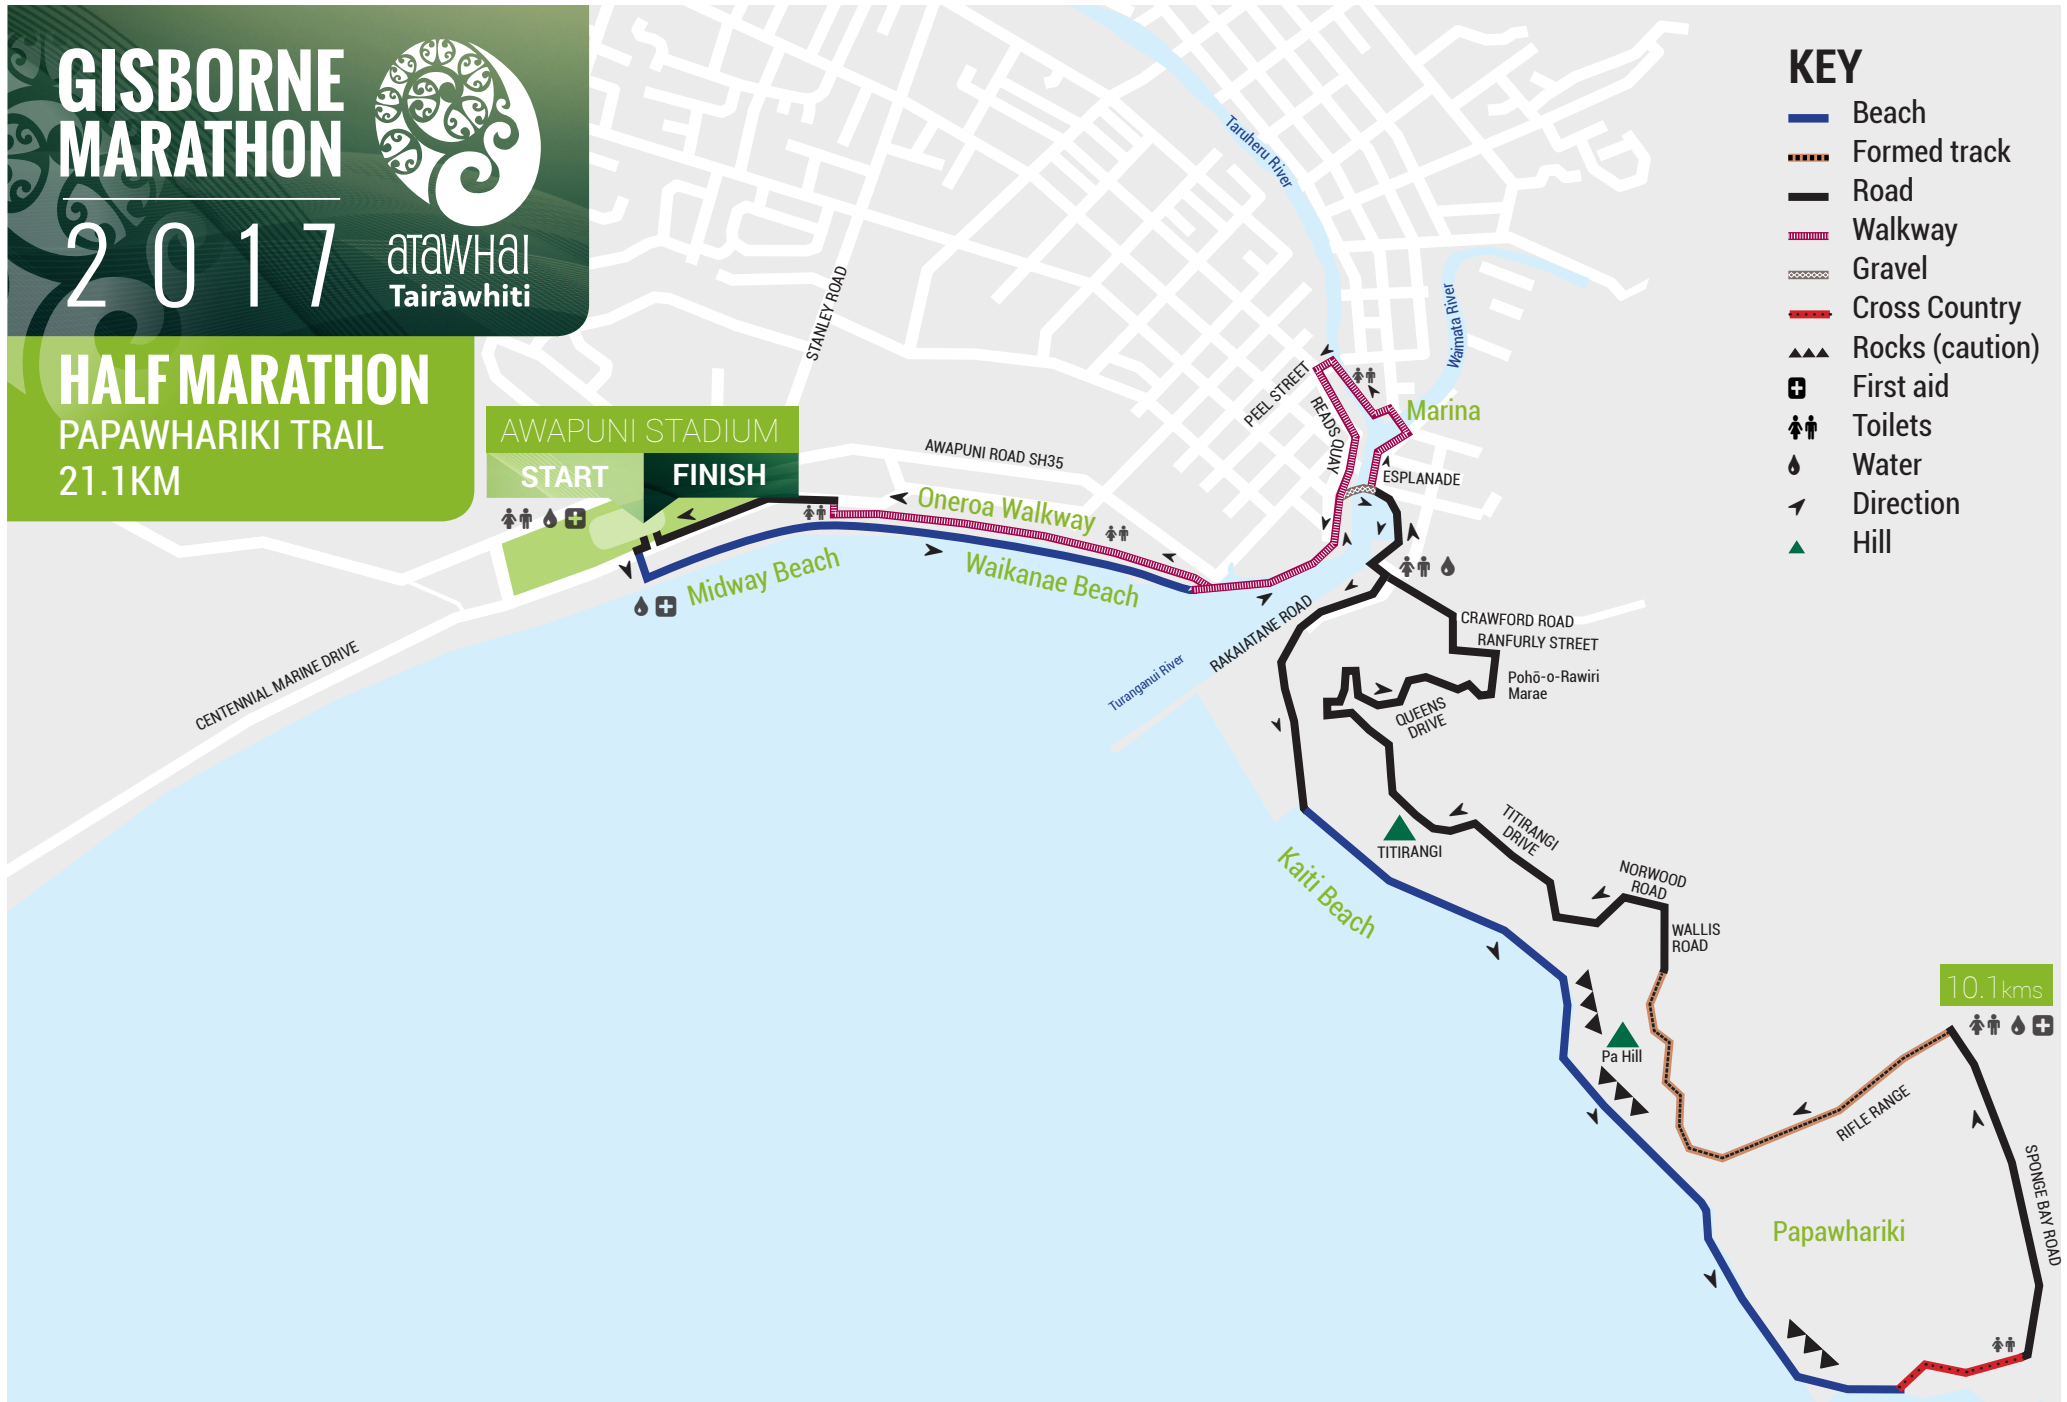 GISBORNE
MARATHON
2017
aTaWHaI
Tairāwhiti
HALF MARATHON
PAPAWHARIKI TRAIL
21.1KM
KEY
Beach
Formed track
Road
Walkway
Gravel
Cross Country
Rocks (caution)
First aid
Toilets
Water
Direction
Hill
Taruheru River
Waimata River
STANLEY ROAD
PEEL STREET
READS QUAY
Marina
ESPLANADE
AWAPUNI STADIUM
START
FINISH
AWAPUNI ROAD SH35
Oneroa Walkway
Midway Beach
Waikanae Beach
CENTENNIAL MARINE DRIVE
Turanganui River
RAKAIATANE ROAD
CRAWFORD ROAD
RANFURLY STREET
Pohō-o-Rawiri
Marae
QUEENS
DRIVE
TITIRANGI
DRIVE
TITIRANGI
NORWOOD
ROAD
WALLIS
ROAD
Kaiti Beach
10.1kms
Pa Hill
RIFLE RANGE
SPONGE BAY ROAD
Papawhariki